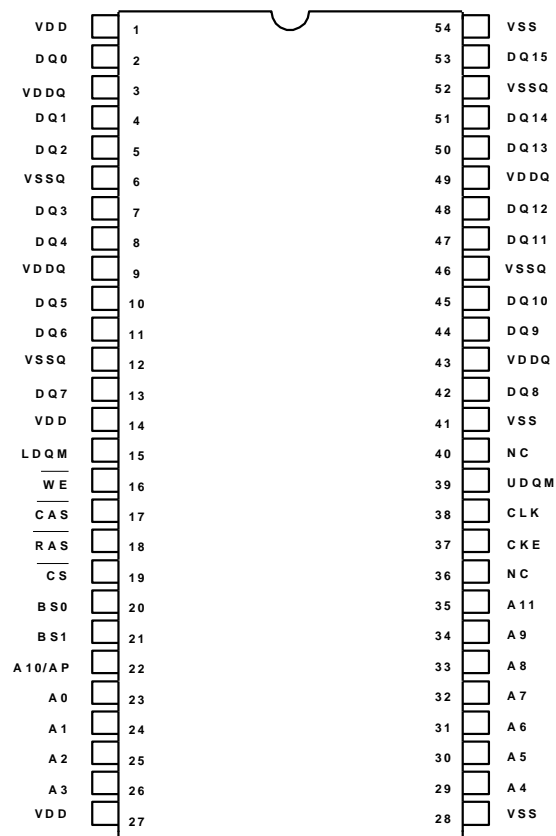 VDD 1 54 VSS
DQ0 2 53 DQ15
VDDQ 3 52 VSSQ
DQ1 4 51 DQ14
DQ2 5 50 DQ13
VSSQ 6 49 VDDQ
DQ3 7 48 DQ12
DQ4 8 47 DQ11
VDDQ 9 46 VSSQ
DQ5 10 45 DQ10
DQ6 11 44 DQ9
VSSQ 12 43 VDDQ
DQ7 13 42 DQ8
VDD 14 41 VSS
LDQM 15 40 NC
WE 16 39 UDQM
CAS 17 38 CLK
RAS 18 37 CKE
CS 19 36 NC
BS0 20 35 A11
BS1 21 34 A9
A10/AP 22 33 A8
A0 23 32 A7
A1 24 31 A6
A2 25 30 A5
A3 26 29 A4
VDD 27 28 VSS